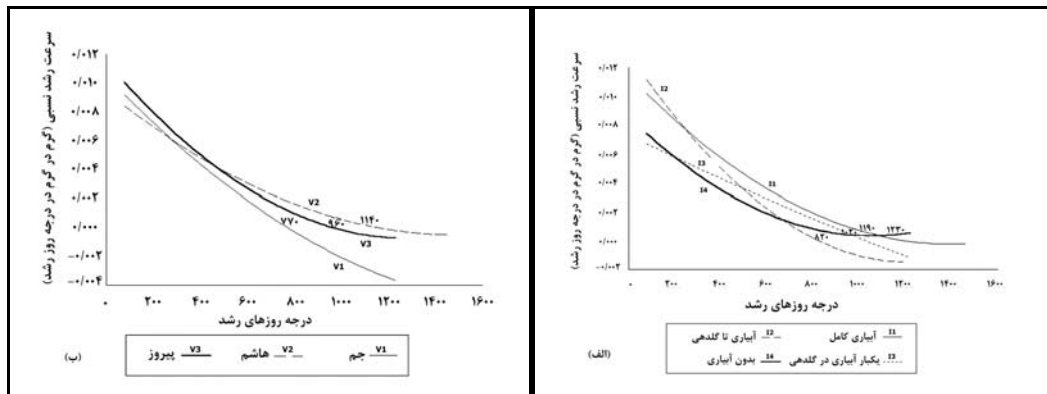 سرعت رشد نسبی (گرم در گرم در درجه روز رشد)
۰/۰۱۲
۰/۰۱۰
۰/۰۰۸
۰/۰۰۶
۰/۰۰۴
۰/۰۰۲
۰/۰۰۰
−۰/۰۰۲
I2
I1
I3
I4
۸۲۰
۱۰۲۰
۱۱۹۰
۱۲۳۰
۰ ۲۰۰ ۴۰۰ ۶۰۰ ۸۰۰ ۱۰۰۰ ۱۲۰۰ ۱۴۰۰ ۱۶۰۰
درجه روزهای رشد
I1 آبیاری کامل I2 آبیاری تا گلدهی
I3 یکبار آبیاری در گلدهی I4 بدون آبیاری
(الف)
سرعت رشد نسبی (گرم در گرم در درجه روز رشد)
۰/۰۱۲
۰/۰۱۰
۰/۰۰۸
۰/۰۰۶
۰/۰۰۲
۰/۰۰۰
−۰/۰۰۲
−۰/۰۰۴
V2
۷۷۰ ۹۶۰ ۱۱۴۰
V3
V1
۰ ۲۰۰ ۴۰۰ ۶۰۰ ۸۰۰ ۱۰۰۰ ۱۲۰۰ ۱۴۰۰ ۱۶۰۰
درجه روزهای رشد
V1 جم V2 هاشم V3 پیروز
(ب)